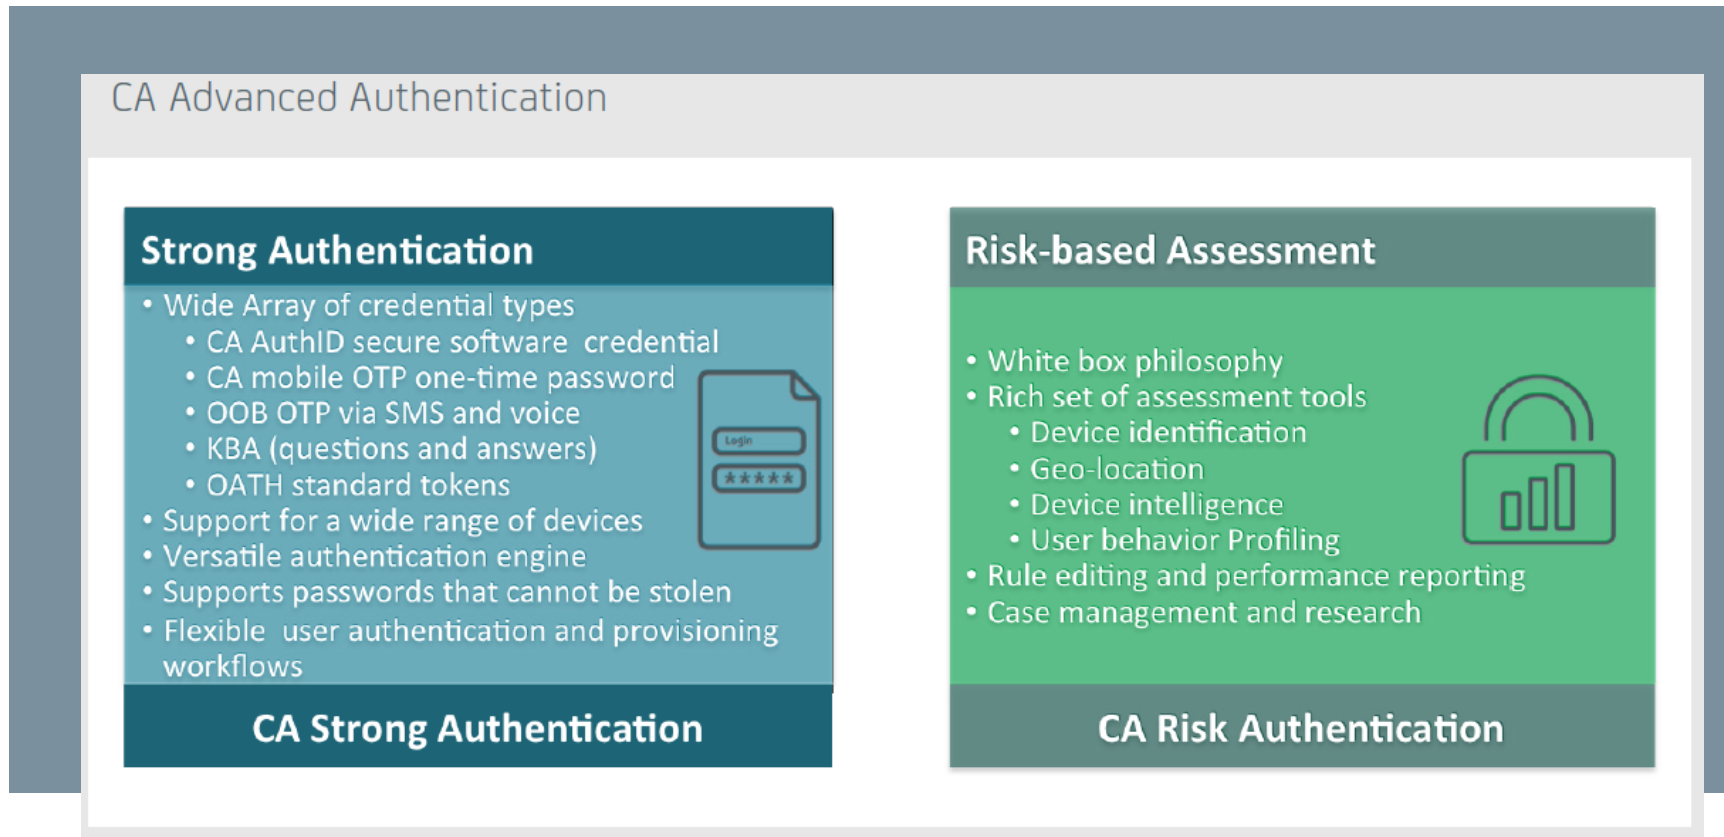 CA Advanced Authentication
Strong Authentication
• Wide Array of credential types
• CA AuthID secure software credential
• CA mobile OTP one-time password
• OOB OTP via SMS and voice
• KBA (questions and answers)
• OATH standard tokens
• Support for a wide range of devices
• Versatile authentication engine
• Supports passwords that cannot be stolen
• Flexible user authentication and provisioning
workflows
Login
*****
CA Strong Authentication
Risk-based Assessment
• White box philosophy
• Rich set of assessment tools
• Device identification
• Geo-location
• Device intelligence
• User behavior Profiling
• Rule editing and performance reporting
• Case management and research
CA Risk Authentication